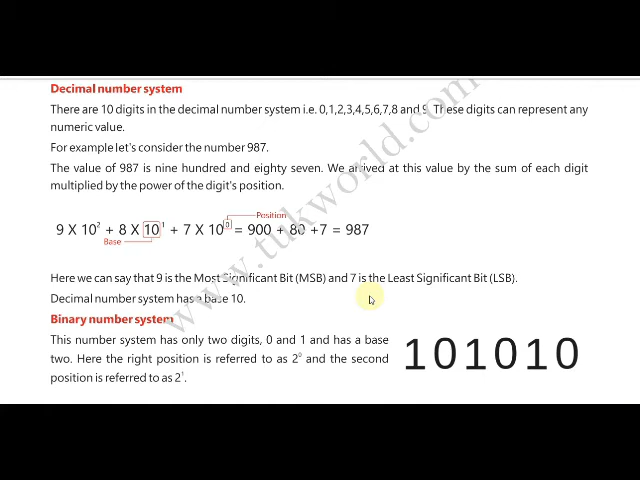 Decimal number system
There are 10 digits in the decimal number system i.e. 0,1,2,3,4,5,6,7,8 and 9. These digits can represent any
numeric value.
For example let's consider the number 987.
The value of 987 is nine hundred and eighty seven. We arrived at this value by the sum of each digit
multiplied by the power of the digit's position.
Position
9 X 10² + 8 X 10¹ + 7 X 10⁰ = 900 + 80 +7 = 987
Base
Here we can say that 9 is the Most Significant Bit (MSB) and 7 is the Least Significant Bit (LSB).
Decimal number system has a base 10.
Binary number system
This number system has only two digits, 0 and 1 and has a base
two. Here the right position is referred to as 2⁰ and the second
position is referred to as 2¹.
101010
www.tukworld.com